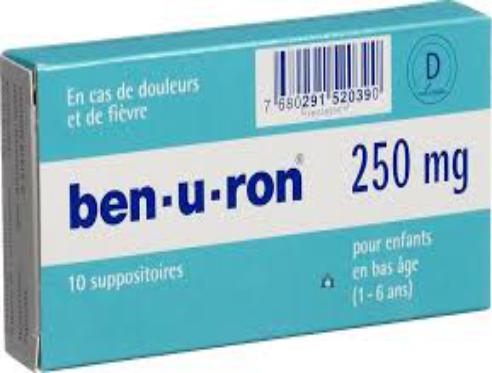 En cas de douleurs
et de fièvre
7 680291 520390
D
ben-u-ron®
250 mg
10 suppositoires
pour enfants
en bas âge
(1-6 ans)